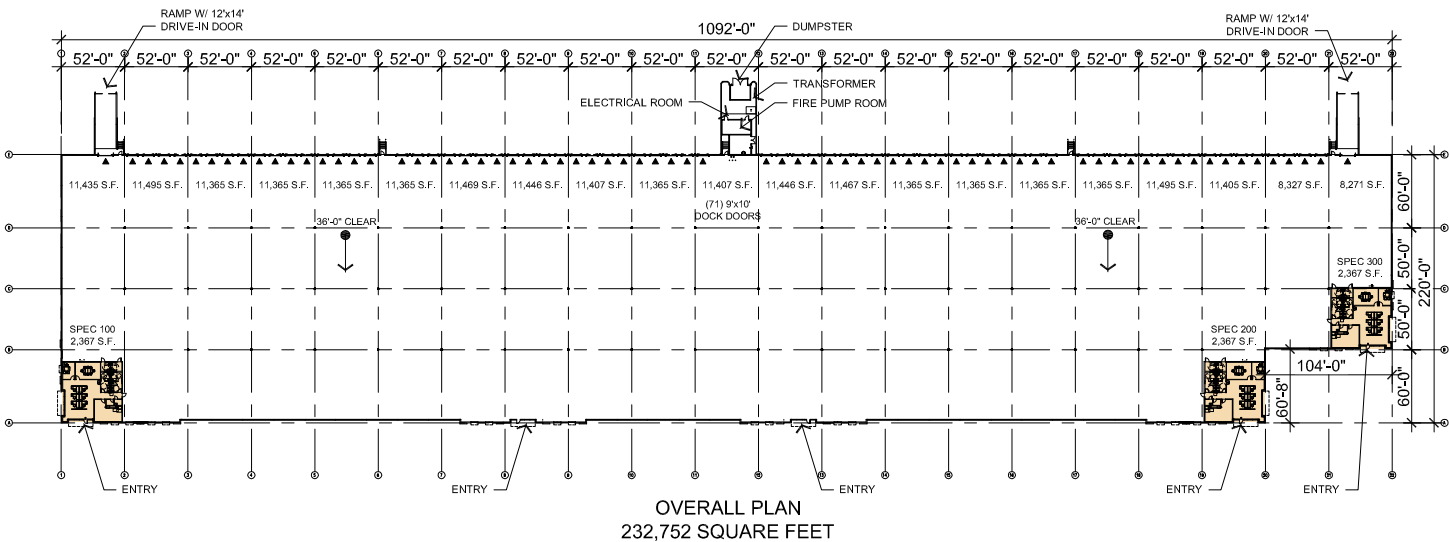 RAMP W/ 12'x14'
DRIVE-IN DOOR
1092'-0"
DUMPSTER
RAMP W/ 12'x14'
DRIVE-IN DOOR
52'-0" 52'-0" 52'-0" 52'-0" 52'-0" 52'-0" 52'-0" 52'-0" 52'-0" 52'-0" 52'-0" 52'-0" 52'-0" 52'-0" 52'-0" 52'-0" 52'-0" 52'-0" 52'-0" 52'-0" 52'-0"
TRANSFORMER
ELECTRICAL ROOM
FIRE PUMP ROOM
11,435 S.F. 11,495 S.F. 11,365 S.F. 11,365 S.F. 11,365 S.F. 11,365 S.F. 11,469 S.F. 11,446 S.F. 11,407 S.F. 11,365 S.F. 11,407 S.F. 11,446 S.F. 11,467 S.F. 11,365 S.F. 11,365 S.F. 11,365 S.F. 11,495 S.F. 11,405 S.F. 8,327 S.F. 8,271 S.F.
60'-0"
(71) 9'x10'
DOCK DOORS
36'-0" CLEAR
36'-0" CLEAR
50'-0"
220'-0"
SPEC 300
2,367 S.F.
SPEC 100
2,367 S.F.
SPEC 200
2,367 S.F.
50'-0"
104'-0"
60'-8"
60'-0"
ENTRY
ENTRY
ENTRY
ENTRY
ENTRY
OVERALL PLAN
232,752 SQUARE FEET